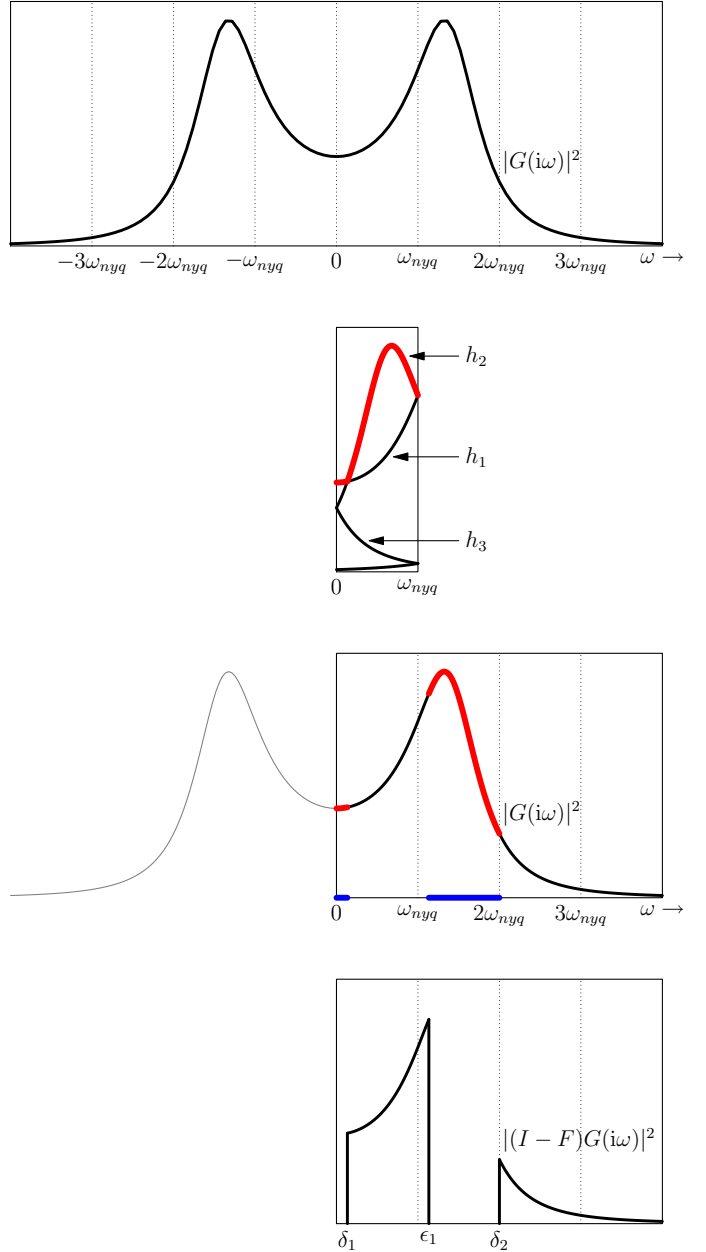 |G(iω)|²
−3ω_nyq −2ω_nyq −ω_nyq 0 ω_nyq 2ω_nyq 3ω_nyq ω →
h₂
h₁
h₃
0 ω_nyq
|G(iω)|²
0 ω_nyq 2ω_nyq 3ω_nyq ω →
|(I − F)G(iω)|²
δ₁ ϵ₁ δ₂